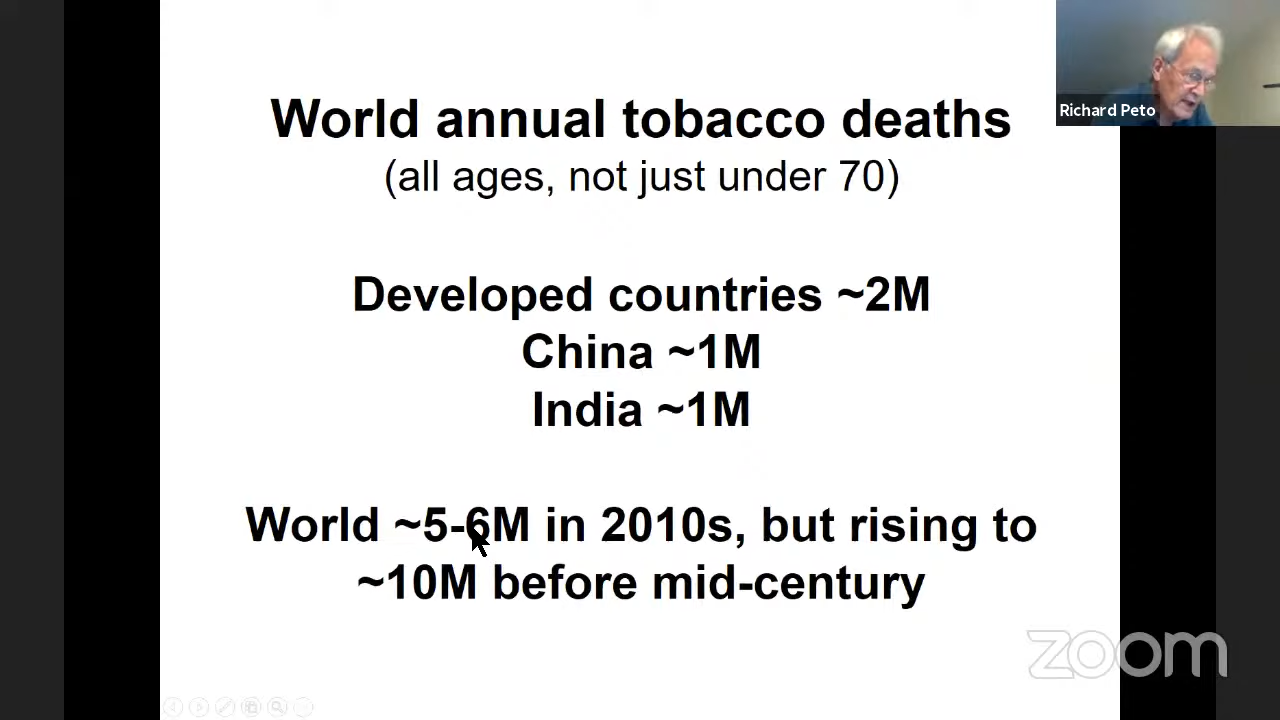 World annual tobacco deaths
(all ages, not just under 70)
Developed countries ~2M
China ~1M
India ~1M
World ~5-6M in 2010s, but rising to
~10M before mid-century
Richard Peto
zoom